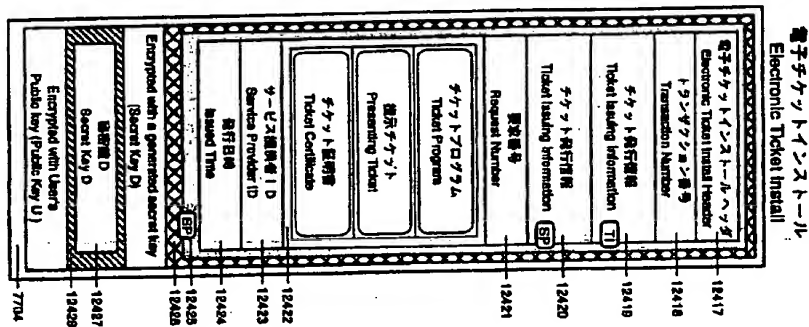 電子チケットインストール
Electronic Ticket Install
電子チケットインストールヘッダ
Electronic Ticket Install Header
12417
トランザクション番号
Transaction Number
12418
チケット発行情報
Ticket Issuing Information
TI
12419
チケット発行情報
Ticket Issuing Information
SP
12420
要求番号
Request Number
12421
チケットプログラム
Ticket Program
提示チケット
Presenting Ticket
チケット証明書
Ticket Certificate
12422
サービス提供者ID
Service Provider ID
12423
発行日時
Issued Time
12424
SP
12425
Encrypted with a generated secret key
(Secret Key D)
12426
秘密鍵D
Secret Key D
12427
12428
Encrypted with User's
Public key (Public Key U)
7704